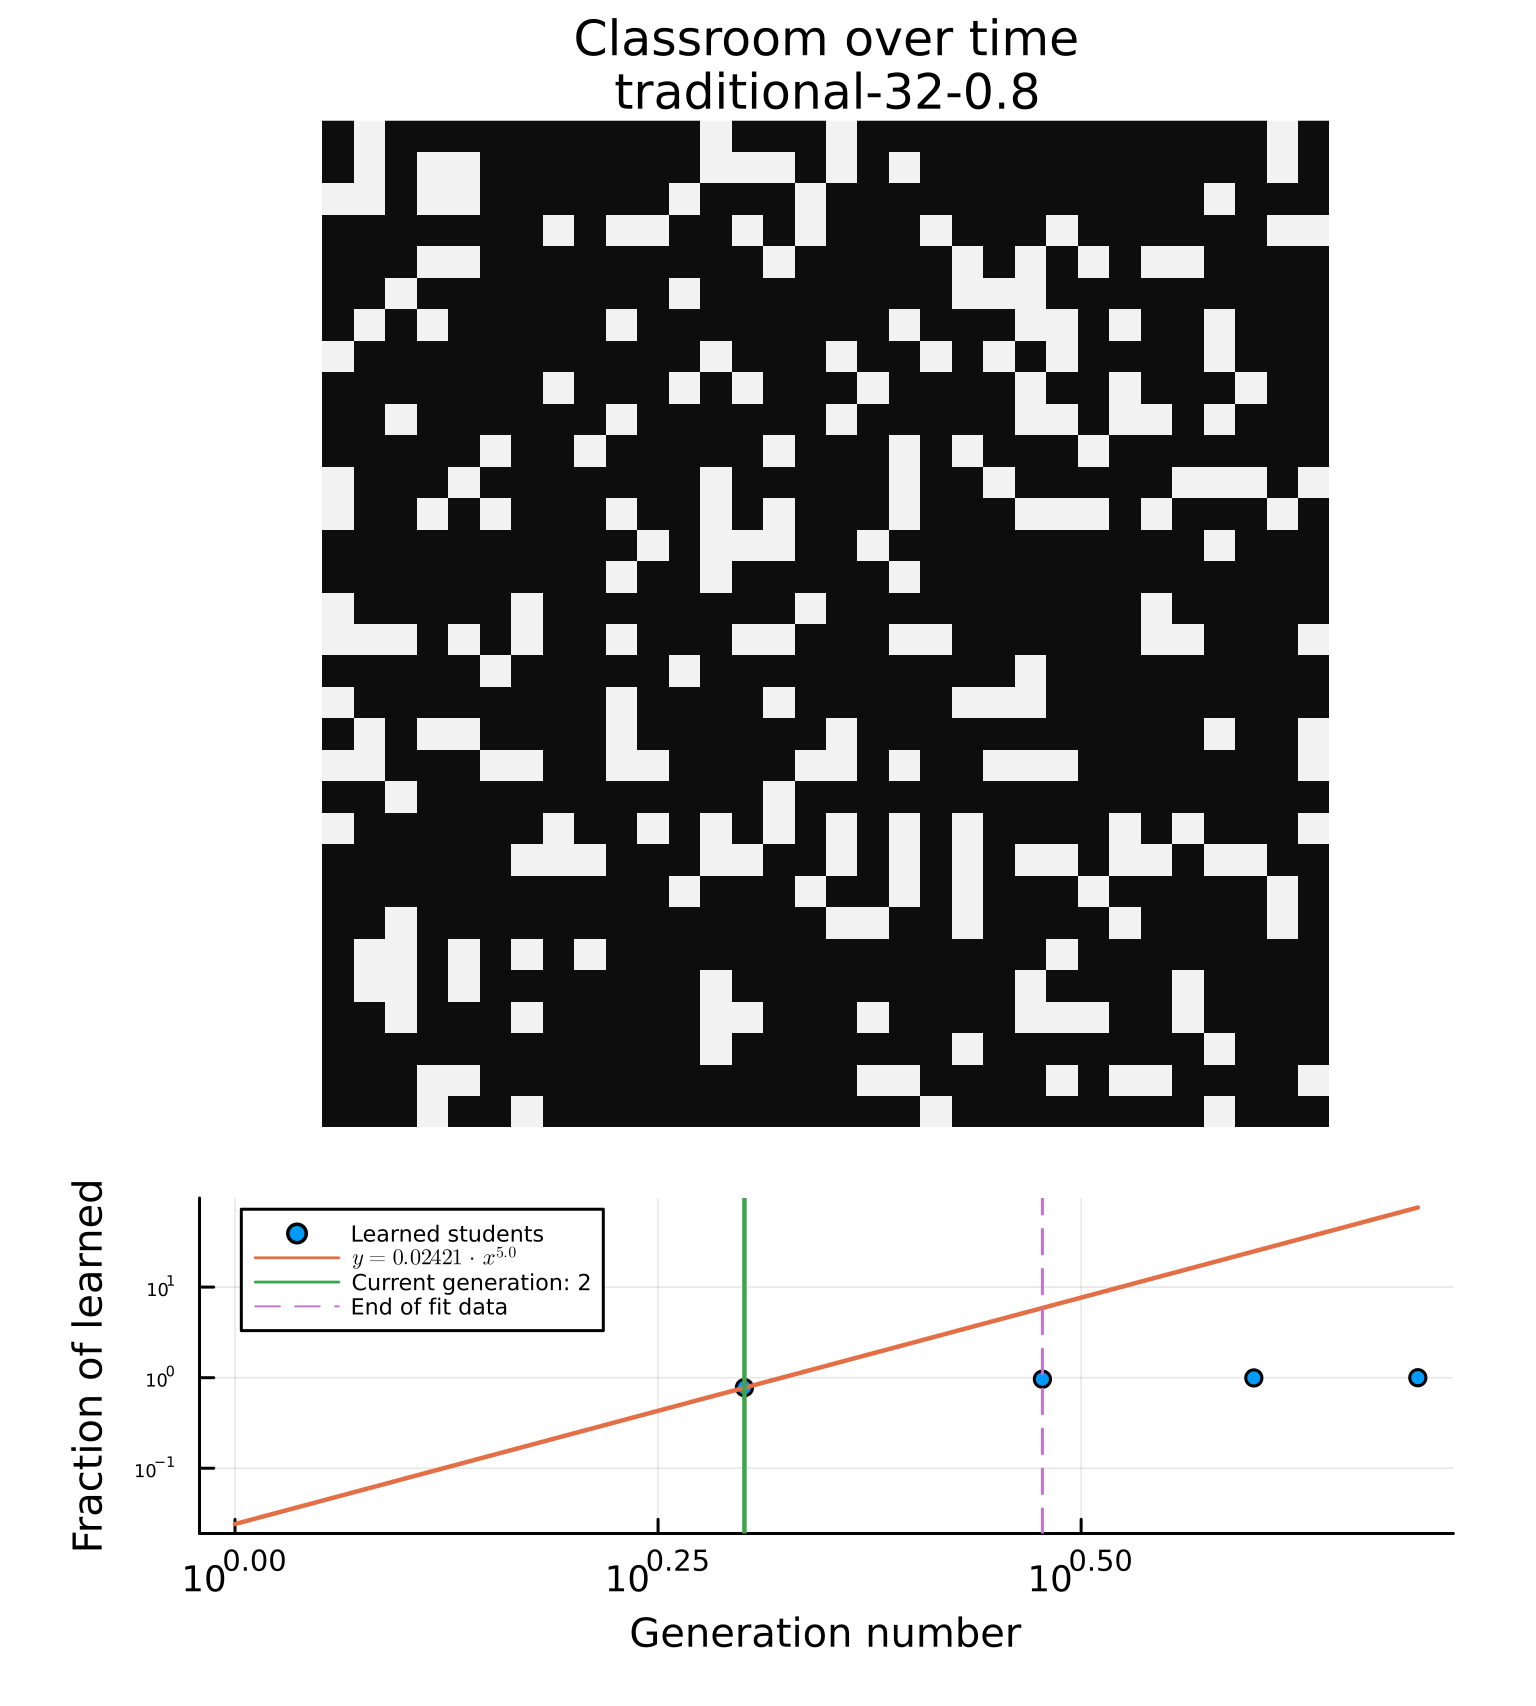 Classroom over time
traditional-32-0.8
Fraction of learned
Learned students
y = 0.02421 · x^5.0
Current generation: 2
End of fit data
10^1
10^0
10^−1
10^0.00
10^0.25
10^0.50
Generation number